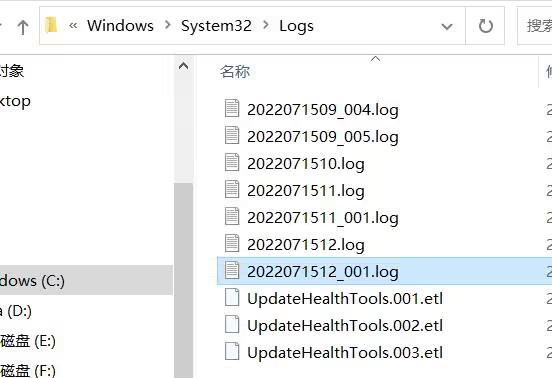 « Windows > System32 > Logs
搜索
对象
名称
ktop
2022071509_004.log
2022071509_005.log
2022071510.log
2022071511.log
2022071511_001.log
2022071512.log
dows (C:)
2022071512_001.log
(D:)
UpdateHealthTools.001.etl
磁盘 (E:)
UpdateHealthTools.002.etl
磁盘 (F:)
UpdateHealthTools.003.etl